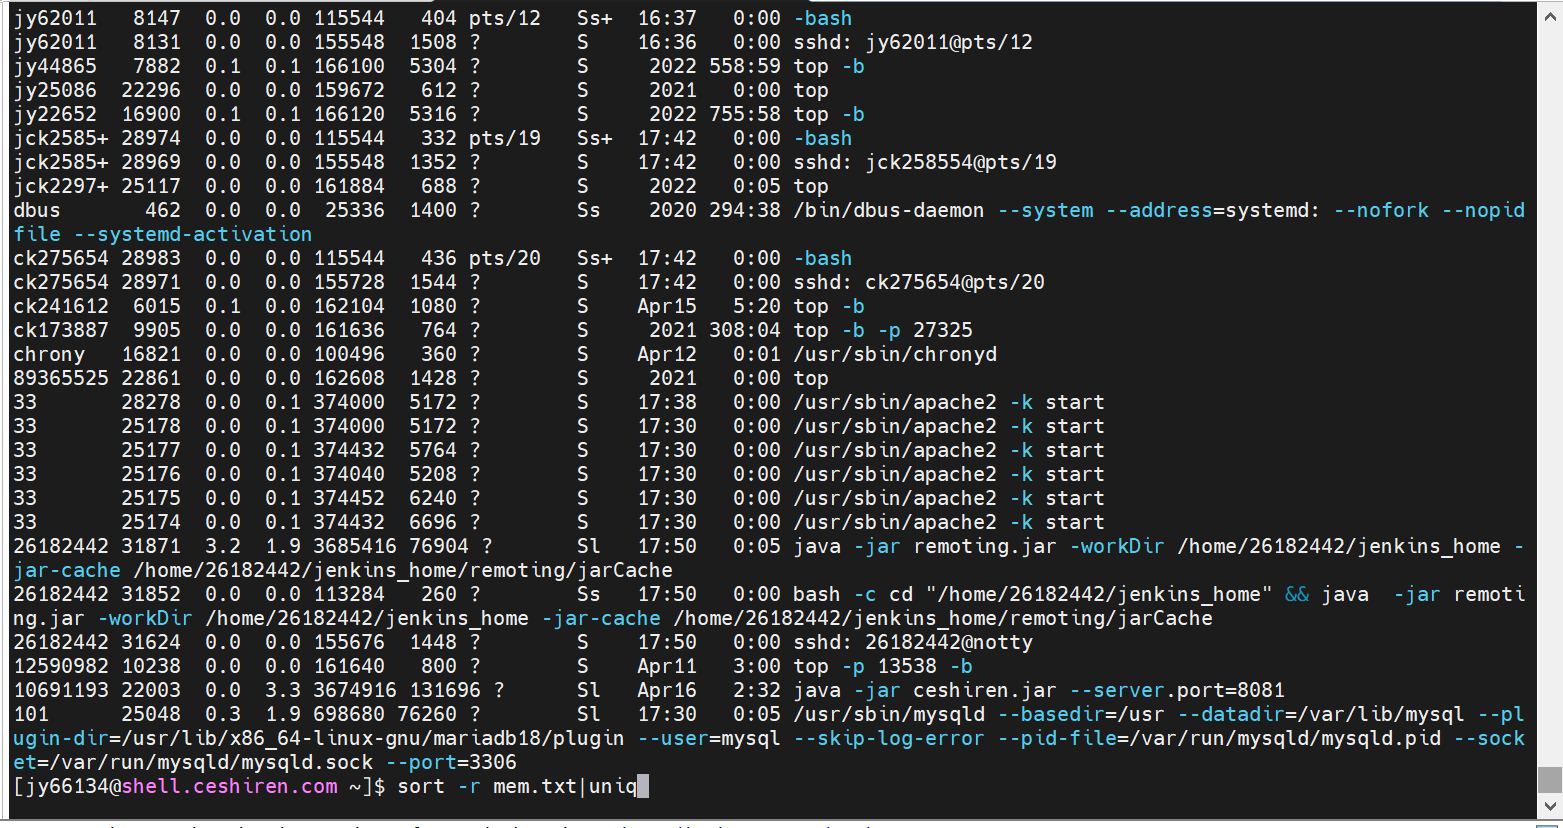 jy62011   8147  0.0  0.0 115544   404 pts/12   Ss+  16:37   0:00 -bash
jy62011   8131  0.0  0.0 155548  1508 ?        S    16:36   0:00 sshd: jy62011@pts/12
jy44865   7882  0.1  0.1 166100  5304 ?        S     2022 558:59 top -b
jy25086  22296  0.0  0.0 159672   612 ?        S     2021   0:00 top
jy22652  16900  0.1  0.1 166120  5316 ?        S     2022 755:58 top -b
jck2585+ 28974  0.0  0.0 115544   332 pts/19   Ss+  17:42   0:00 -bash
jck2585+ 28969  0.0  0.0 155548  1352 ?        S    17:42   0:00 sshd: jck258554@pts/19
jck2297+ 25117  0.0  0.0 161884   688 ?        S     2022   0:05 top
dbus       462  0.0  0.0  25336  1400 ?        Ss    2020 294:38 /bin/dbus-daemon --system --address=systemd: --nofork --nopid
file --systemd-activation
ck275654 28983  0.0  0.0 115544   436 pts/20   Ss+  17:42   0:00 -bash
ck275654 28971  0.0  0.0 155728  1544 ?        S    17:42   0:00 sshd: ck275654@pts/20
ck241612  6015  0.1  0.0 162104  1080 ?        S    Apr15   5:20 top -b
ck173887  9905  0.0  0.0 161636   764 ?        S     2021 308:04 top -b -p 27325
chrony   16821  0.0  0.0 100496   360 ?        S    Apr12   0:01 /usr/sbin/chronyd
89365525 22861  0.0  0.0 162608  1428 ?        S     2021   0:00 top
33       28278  0.0  0.1 374000  5172 ?        S    17:38   0:00 /usr/sbin/apache2 -k start
33       25178  0.0  0.1 374000  5172 ?        S    17:30   0:00 /usr/sbin/apache2 -k start
33       25177  0.0  0.1 374432  5764 ?        S    17:30   0:00 /usr/sbin/apache2 -k start
33       25176  0.0  0.1 374040  5208 ?        S    17:30   0:00 /usr/sbin/apache2 -k start
33       25175  0.0  0.1 374452  6240 ?        S    17:30   0:00 /usr/sbin/apache2 -k start
33       25174  0.0  0.1 374432  6696 ?        S    17:30   0:00 /usr/sbin/apache2 -k start
26182442 31871  3.2  1.9 3685416 76904 ?       Sl   17:50   0:05 java -jar remoting.jar -workDir /home/26182442/jenkins_home -
jar-cache /home/26182442/jenkins_home/remoting/jarCache
26182442 31852  0.0  0.0 113284   260 ?        Ss   17:50   0:00 bash -c cd "/home/26182442/jenkins_home" && java  -jar remoti
ng.jar -workDir /home/26182442/jenkins_home -jar-cache /home/26182442/jenkins_home/remoting/jarCache
26182442 31624  0.0  0.0 155676  1448 ?        S    17:50   0:00 sshd: 26182442@notty
12590982 10238  0.0  0.0 161640   800 ?        S    Apr11   3:00 top -p 13538 -b
10691193 22003  0.0  3.3 3674916 131696 ?      Sl   Apr16   2:32 java -jar ceshiren.jar --server.port=8081
101      25048  0.3  1.9 698680 76260 ?        Sl   17:30   0:05 /usr/sbin/mysqld --basedir=/usr --datadir=/var/lib/mysql --pl
ugin-dir=/usr/lib/x86_64-linux-gnu/mariadb18/plugin --user=mysql --skip-log-error --pid-file=/var/run/mysqld/mysqld.pid --sock
et=/var/run/mysqld/mysqld.sock --port=3306
[jy66134@shell.ceshiren.com ~]$ sort -r mem.txt|uniq